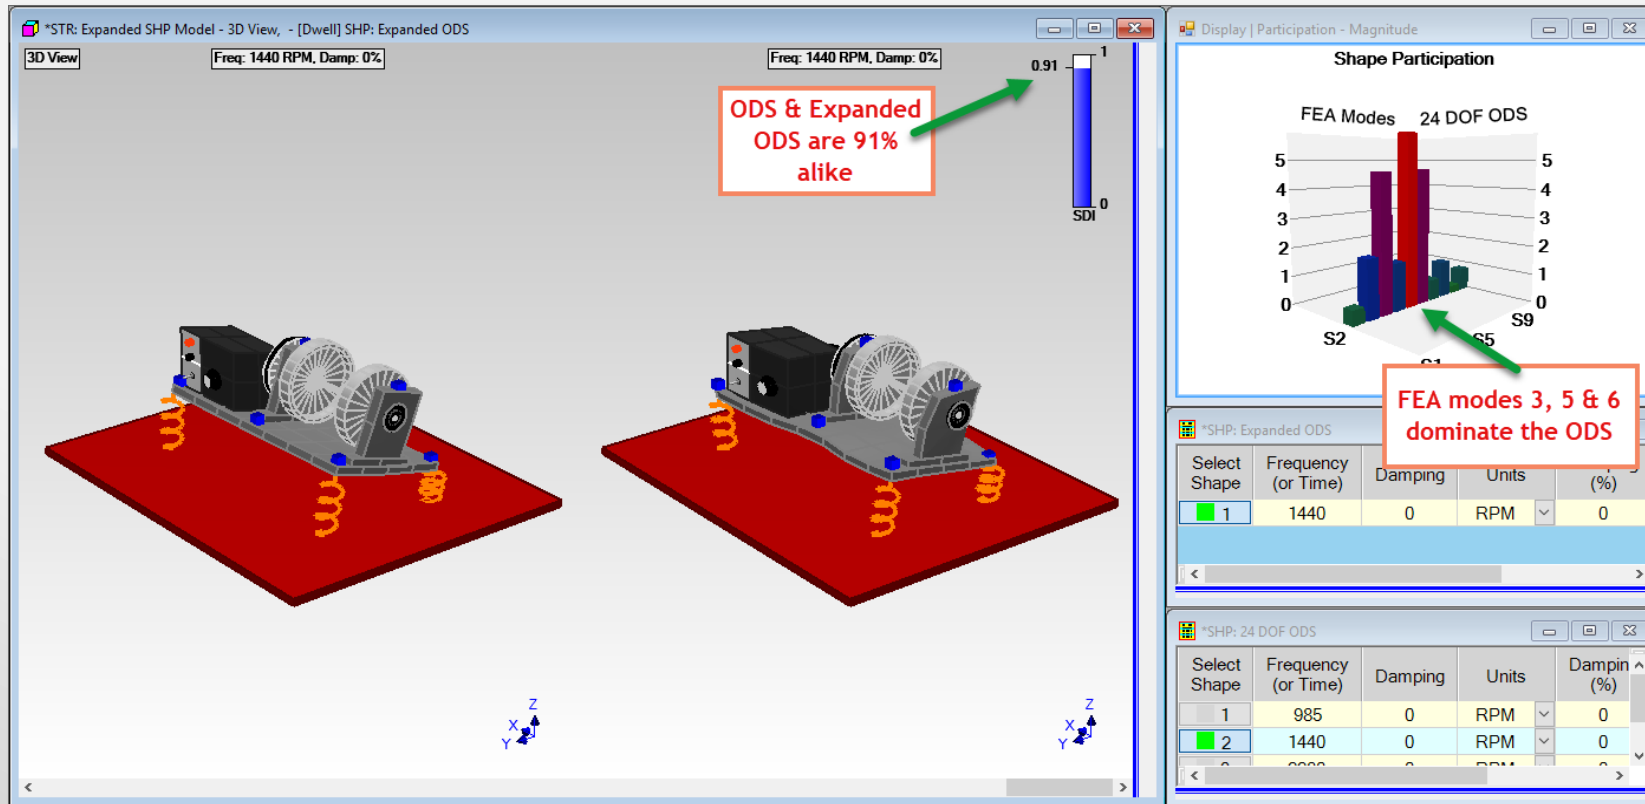 *STR: Expanded SHP Model - 3D View, - [Dwell] SHP: Expanded ODS
3D View
Freq: 1440 RPM, Damp: 0%
Freq: 1440 RPM, Damp: 0%
1
0.91
0
SDI
ODS & Expanded
ODS are 91%
alike
Z
X
Y
Z
X
Y
Display | Participation - Magnitude
Shape Participation
FEA Modes 24 DOF ODS
5 5
4 4
3 3
2 2
1 1
0 0
S2 S5 S9
FEA modes 3, 5 & 6
dominate the ODS
*SHP: Expanded ODS
Select Shape Frequency (or Time) Damping Units (%)
1 1440 0 RPM 0
*SHP: 24 DOF ODS
Select Shape Frequency (or Time) Damping Units Dampin (%)
1 985 0 RPM 0
2 1440 0 RPM 0